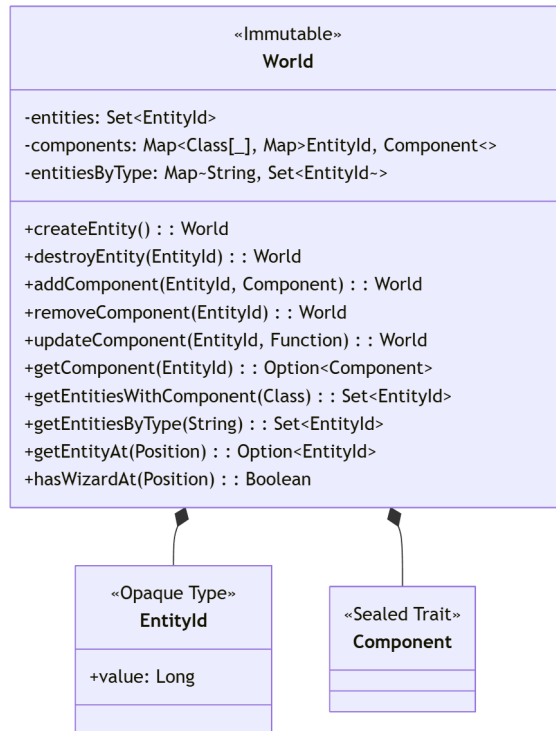 «Immutable»
World
-entities: Set<EntityId>
-components: Map<Class[_], Map>EntityId, Component<>
-entitiesByType: Map~String, Set<EntityId~>
+createEntity() : : World
+destroyEntity(EntityId) : : World
+addComponent(EntityId, Component) : : World
+removeComponent(EntityId) : : World
+updateComponent(EntityId, Function) : : World
+getComponent(EntityId) : : Option<Component>
+getEntitiesWithComponent(Class) : : Set<EntityId>
+getEntitiesByType(String) : : Set<EntityId>
+getEntityAt(Position) : : Option<EntityId>
+hasWizardAt(Position) : : Boolean
«Opaque Type»
EntityId
+value: Long
«Sealed Trait»
Component